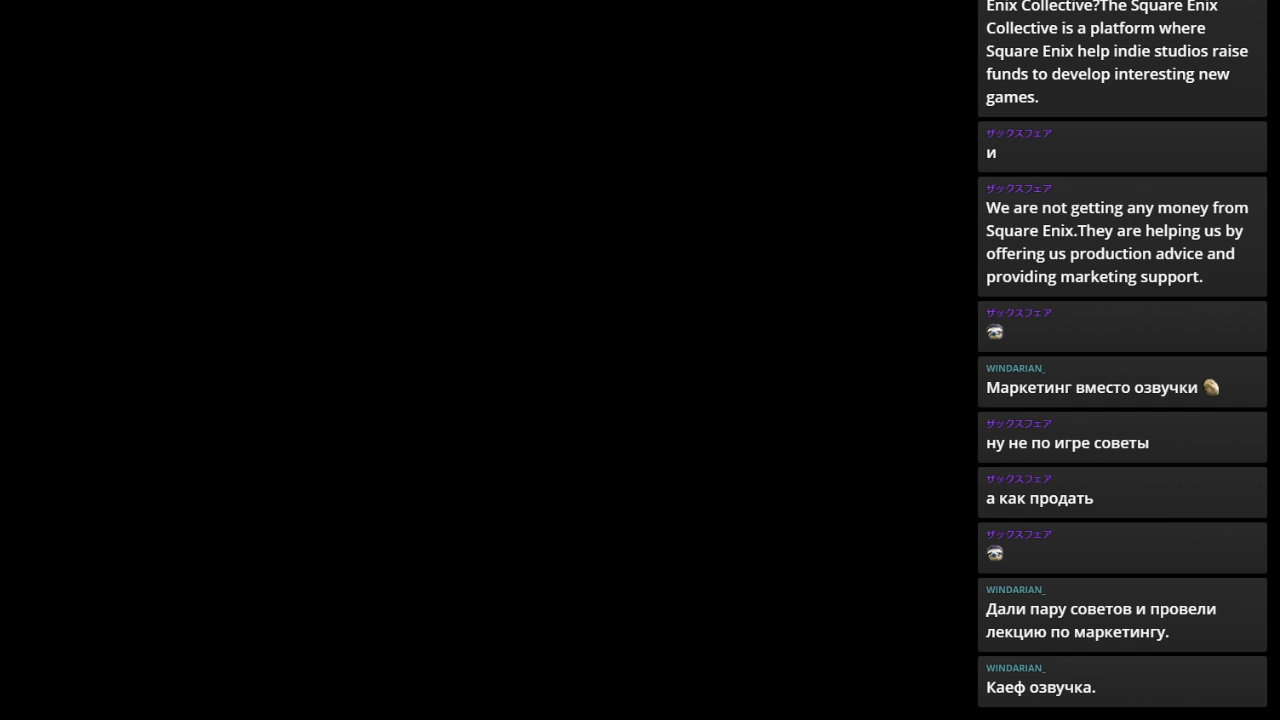 Enix Collective?The Square Enix
Collective is a platform where
Square Enix help indie studios raise
funds to develop interesting new
games.
ザックスフェア
и
ザックスフェア
We are not getting any money from
Square Enix.They are helping us by
offering us production advice and
providing marketing support.
ザックスフェア
WINDARIAN_
Маркетинг вместо озвучки
ザックスフェア
ну не по игре советы
ザックスフェア
а как продать
ザックスフェア
WINDARIAN_
Дали пару советов и провели
лекцию по маркетингу.
WINDARIAN_
Каеф озвучка.